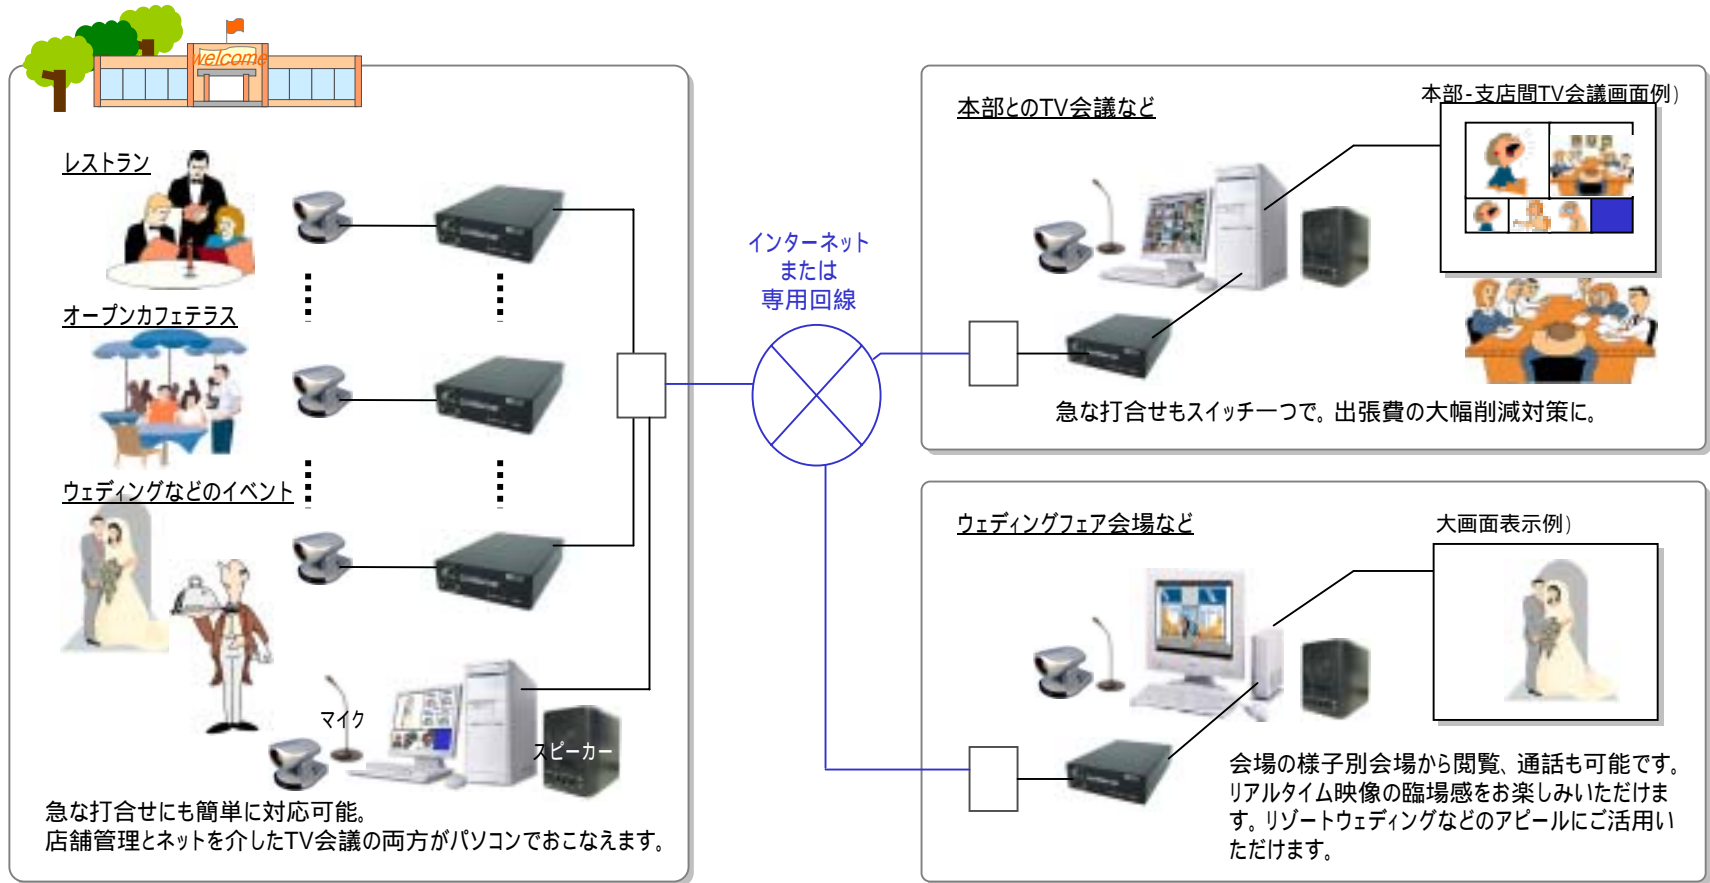 welcome
レストラン
オープンカフェテラス
ウェディングなどのイベント
マイク
スピーカー
急な打合せにも簡単に対応可能。
店舗管理とネットを介したTV会議の両方がパソコンでおこなえます。
インターネット
または
専用回線
本部とのTV会議など
本部-支店間TV会議画面例)
急な打合せもスイッチ一つで。出張費の大幅削減対策に。
ウェディングフェア会場など
大画面表示例)
会場の様子別会場から閲覧、通話も可能です。
リアルタイム映像の臨場感をお楽しみいただけま
す。リゾートウェディングなどのアピールにご活用い
ただけます。